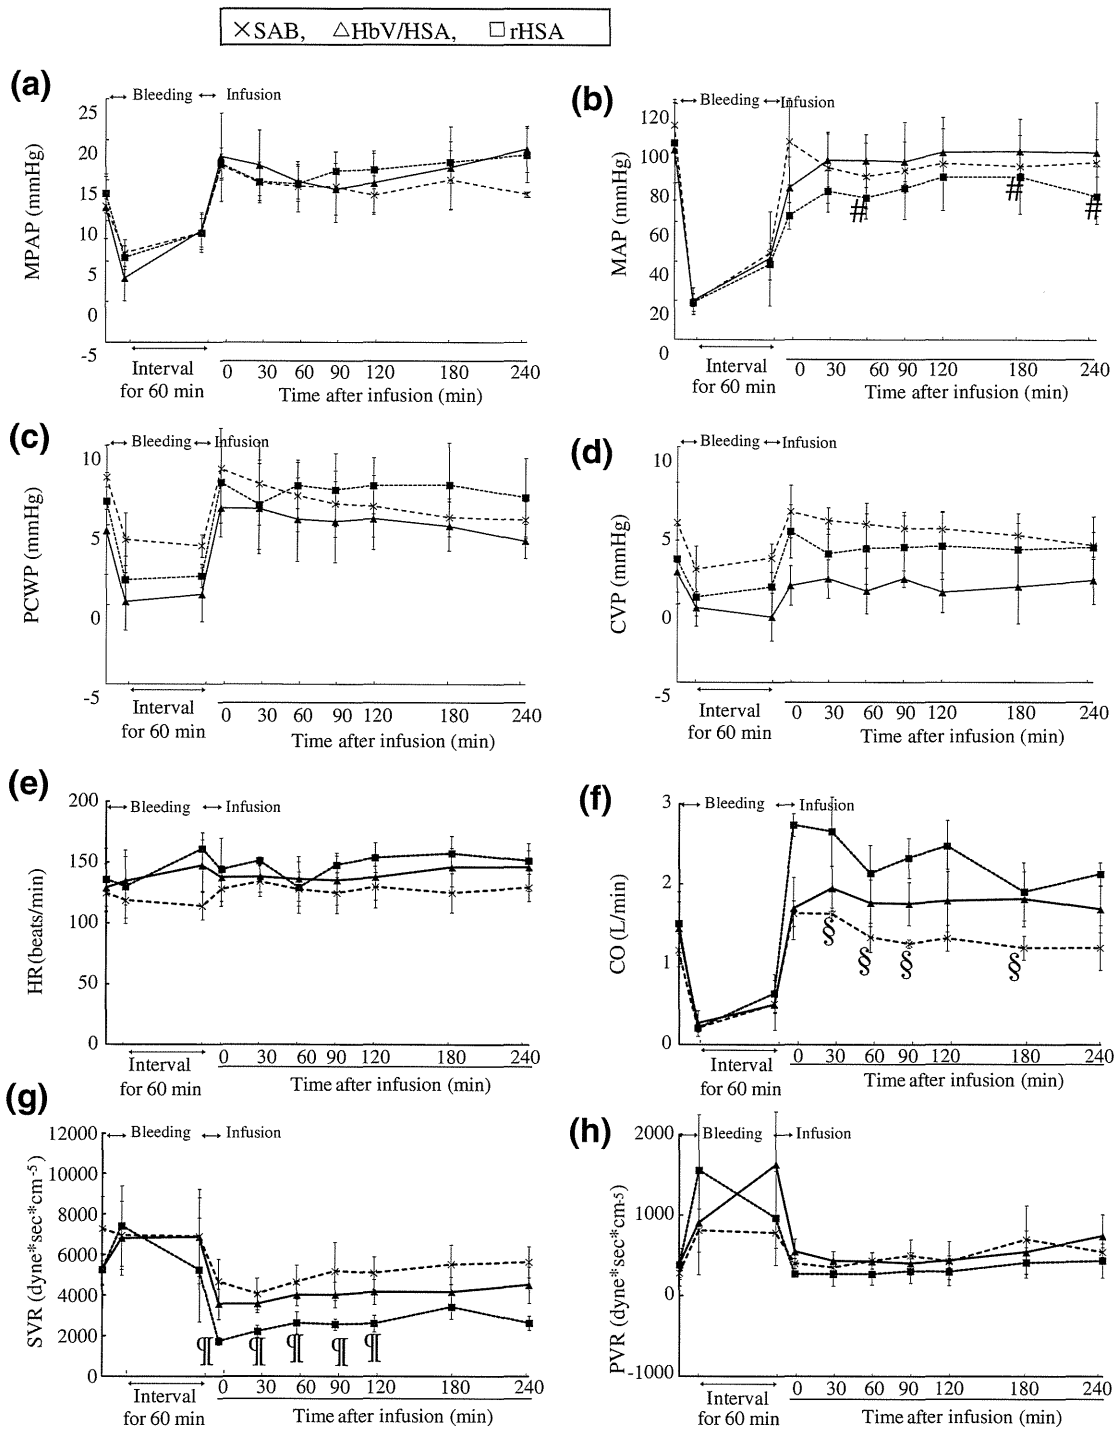 ×SAB, △HbV/HSA, □rHSA
(a)
Bleeding Infusion
25
20
15
10
5
0
-5
MPAP (mmHg)
Interval
for 60 min
0 30 60 90 120 180 240
Time after infusion (min)
(b)
Bleeding Infusion
120
100
80
60
40
20
0
MAP (mmHg)
# # #
Interval
for 60 min
0 30 60 90 120 180 240
Time after infusion (min)
(c)
Bleeding Infusion
10
5
0
-5
PCWP (mmHg)
Interval
for 60 min
0 30 60 90 120 180 240
Time after infusion (min)
(d)
Bleeding Infusion
10
5
0
-5
CVP (mmHg)
Interval
for 60 min
0 30 60 90 120 180 240
Time after infusion (min)
(e)
Bleeding Infusion
200
150
100
50
0
HR(beats/min)
Interval
for 60 min
0 30 60 90 120 180 240
Time after infusion (min)
(f)
Bleeding Infusion
3
2
1
0
CO (L/min)
§ § § §
Interval
for 60 min
0 30 60 90 120 180 240
Time after infusion (min)
(g)
Bleeding Infusion
12000
10000
8000
6000
4000
2000
0
SVR (dyne*sec*cm-5)
¶ ¶ ¶ ¶ ¶
Interval
for 60 min
0 30 60 90 120 180 240
Time after infusion (min)
(h)
Bleeding Infusion
2000
1000
0
-1000
PVR (dyne*sec*cm-5)
Interval
for 60 min
0 30 60 90 120 180 240
Time after infusion (min)